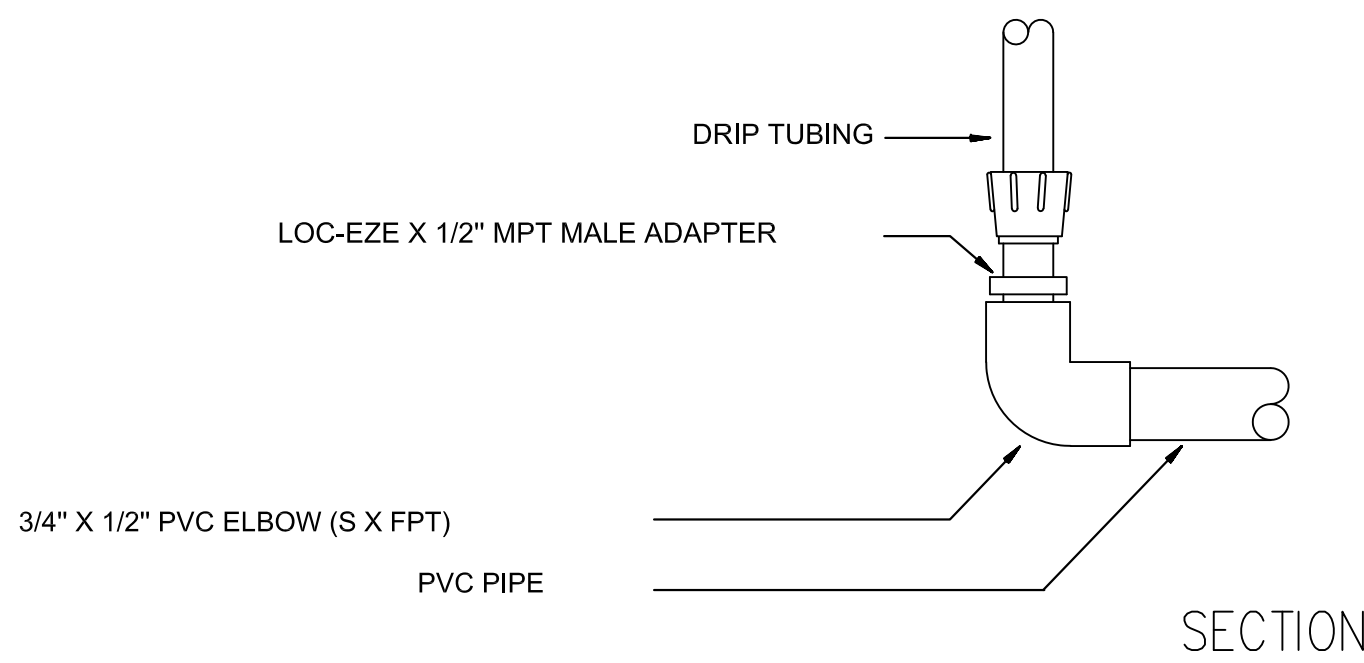 DRIP TUBING
LOC-EZE X 1/2" MPT MALE ADAPTER
3/4" X 1/2" PVC ELBOW (S X FPT)
PVC PIPE
SECTION